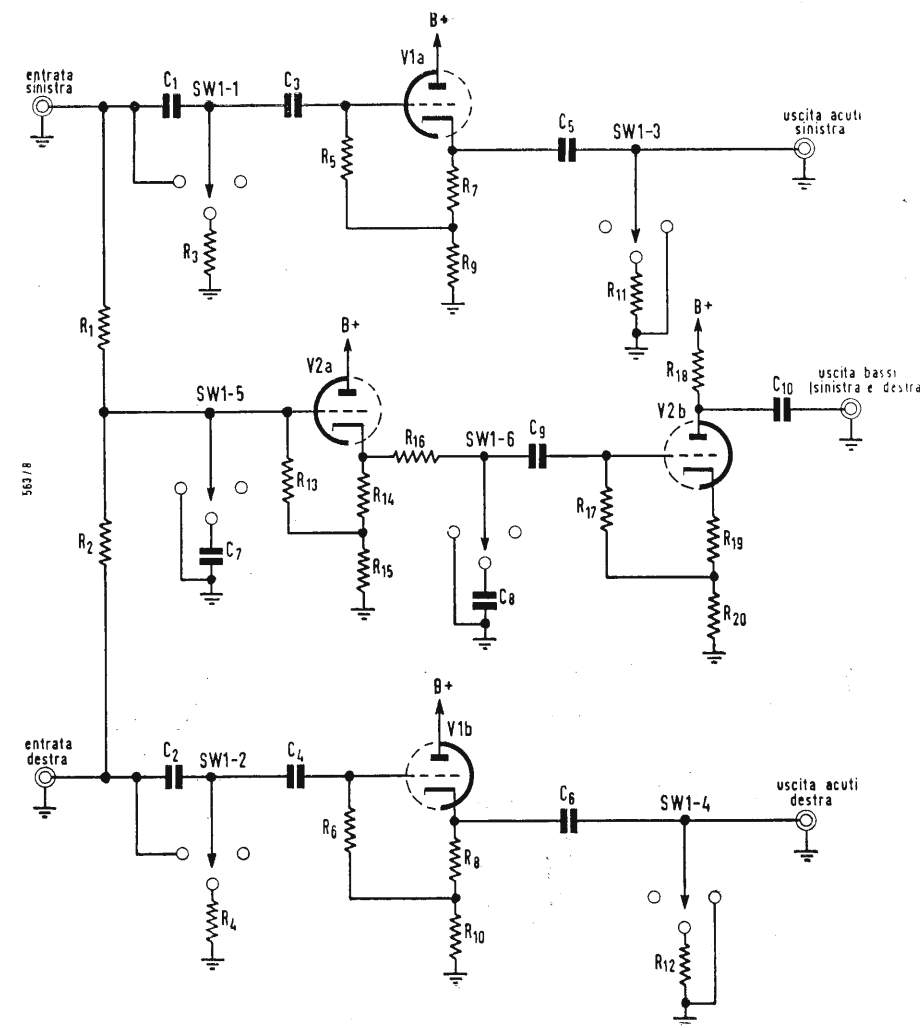 B+
V1a
entrata
sinistra
C1
SW1-1
C3
R5
R7
R9
R3
C5
SW1-3
uscita acuti
sinistra
R11
R1
B+
V2a
SW1-5
R13
R14
R15
R16
SW1-6
C9
C7
C8
R17
B+
R18
V2b
C10
uscita bassi
(sinistra e destra
R19
R20
563/8
R2
B+
V1b
entrata
destra
C2
SW1-2
C4
R6
R8
R10
R4
C6
SW1-4
uscita acuti
destra
R12